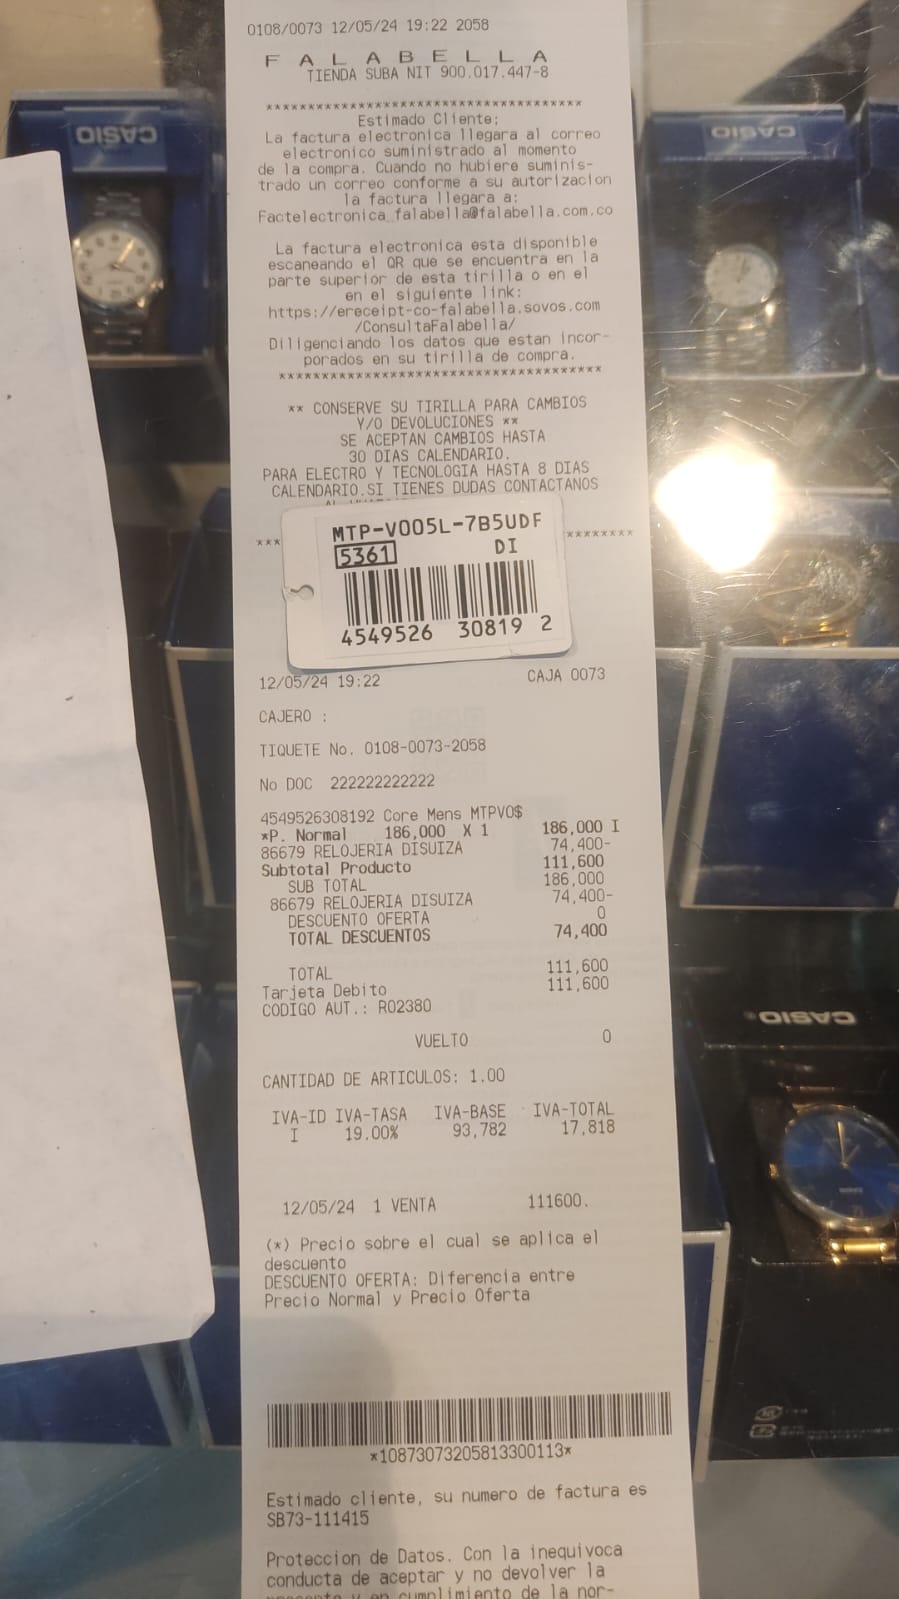 0108/0073 12/05/24 19:22 2058
F A L A B E L L A
TIENDA SUBA NIT 900.017.447-8
**************************************
Estimado Cliente;
La factura electronica llegara al correo
electronico suministrado al momento
de la compra. Cuando no hubiere suminis-
trado un correo conforme a su autorizacion
la factura llegara a:
Factelectronica_falabella@falabella.com.co
La factura electronica esta disponible
escaneando el QR que se encuentra en la
parte superior de esta tirilla o en el
en el siguiente link:
https://ereceipt-co-falabella.sovos.com
/ConsultaFalabella/
Diligenciando los datos que estan incor-
porados en su tirilla de compra.
***************************************
** CONSERVE SU TIRILLA PARA CAMBIOS
Y/O DEVOLUCIONES **
SE ACEPTAN CAMBIOS HASTA
30 DIAS CALENDARIO.
PARA ELECTRO Y TECNOLOGIA HASTA 8 DIAS
CALENDARIO.SI TIENES DUDAS CONTACTANOS
MTP-V005L-7B5UDF
5361 DI
4549526 30819 2
12/05/24 19:22 CAJA 0073
CAJERO :
TIQUETE No. 0108-0073-2058
No DOC 222222222222
4549526308192 Core Mens MTPVO$
*P. Normal 186,000 X 1 186,000 I
86679 RELOJERIA DISUIZA 74,400-
Subtotal Producto 111,600
SUB TOTAL 186,000
86679 RELOJERIA DISUIZA 74,400-
DESCUENTO OFERTA 0
TOTAL DESCUENTOS 74,400
TOTAL 111,600
Tarjeta Debito 111,600
CODIGO AUT.: R02380
VUELTO 0
CANTIDAD DE ARTICULOS: 1.00
IVA-ID IVA-TASA IVA-BASE IVA-TOTAL
I 19.00% 93,782 17,818
12/05/24 1 VENTA 111600.
(*) Precio sobre el cual se aplica el
descuento
DESCUENTO OFERTA: Diferencia entre
Precio Normal y Precio Oferta
*10873073205813300113*
Estimado cliente, su numero de factura es
SB73-111415
Proteccion de Datos. Con la inequivoca
conducta de aceptar y no devolver la
presente y en cumplimiento de la nor-
CASIO
CASIO
CASIO